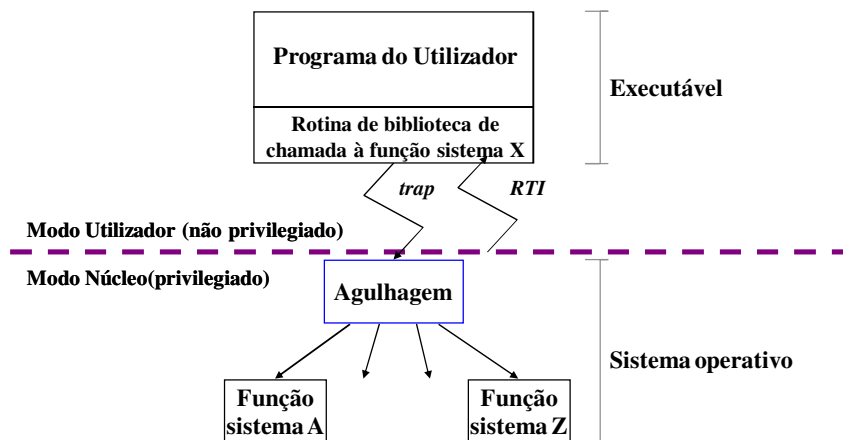 Programa do Utilizador
Executável
Rotina de biblioteca de
chamada à função sistema X
trap
RTI
Modo Utilizador (não privilegiado)
Modo Núcleo(privilegiado)
Agulhagem
Sistema operativo
Função
sistema A
Função
sistema Z